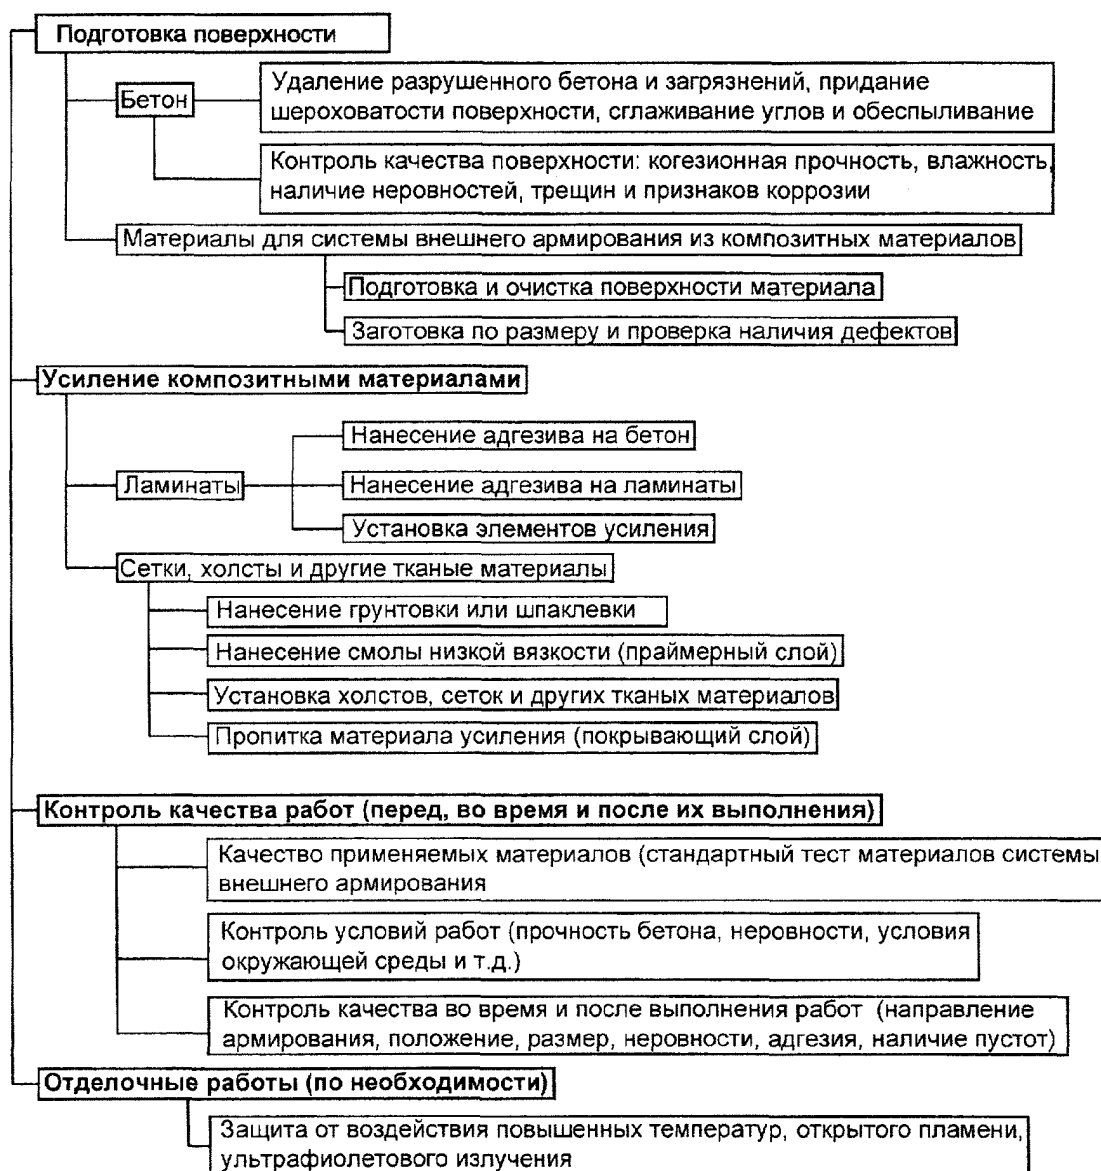 Подготовка поверхности
Бетон
Удаление разрушенного бетона и загрязнений, придание
шероховатости поверхности, сглаживание углов и обеспыливание
Контроль качества поверхности: когезионная прочность, влажность,
наличие неровностей, трещин и признаков коррозии
Материалы для системы внешнего армирования из композитных материалов
Подготовка и очистка поверхности материала
Заготовка по размеру и проверка наличия дефектов
Усиление композитными материалами
Нанесение адгезива на бетон
Ламинаты
Нанесение адгезива на ламинаты
Установка элементов усиления
Сетки, холсты и другие тканые материалы
Нанесение грунтовки или шпаклевки
Нанесение смолы низкой вязкости (праймерный слой)
Установка холстов, сеток и других тканых материалов
Пропитка материала усиления (покрывающий слой)
Контроль качества работ (перед, во время и после их выполнения)
Качество применяемых материалов (стандартный тест материалов системы
внешнего армирования
Контроль условий работ (прочность бетона, неровности, условия
окружающей среды и т.д.)
Контроль качества во время и после выполнения работ (направление
армирования, положение, размер, неровности, адгезия, наличие пустот)
Отделочные работы (по необходимости)
Защита от воздействия повышенных температур, открытого пламени,
ультрафиолетового излучения